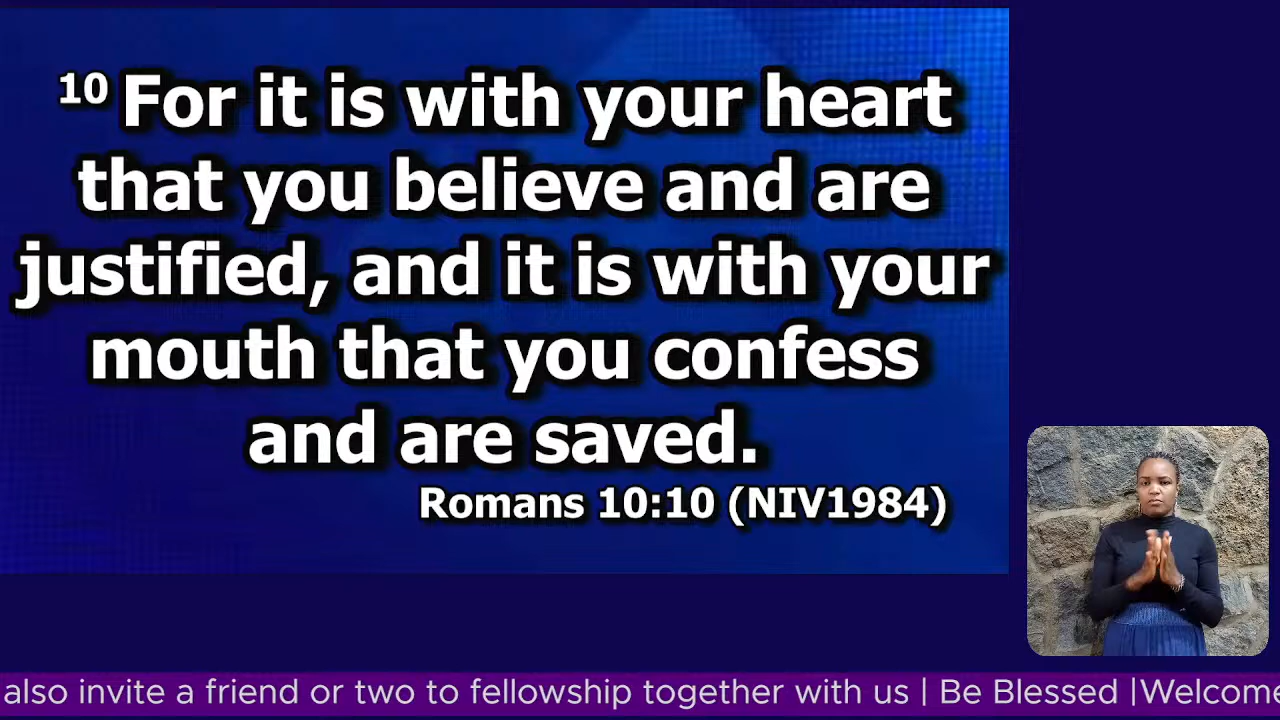 10 For it is with your heart
that you believe and are
justified, and it is with your
mouth that you confess
and are saved.
Romans 10:10 (NIV1984)
also invite a friend or two to fellowship together with us | Be Blessed |Welcome